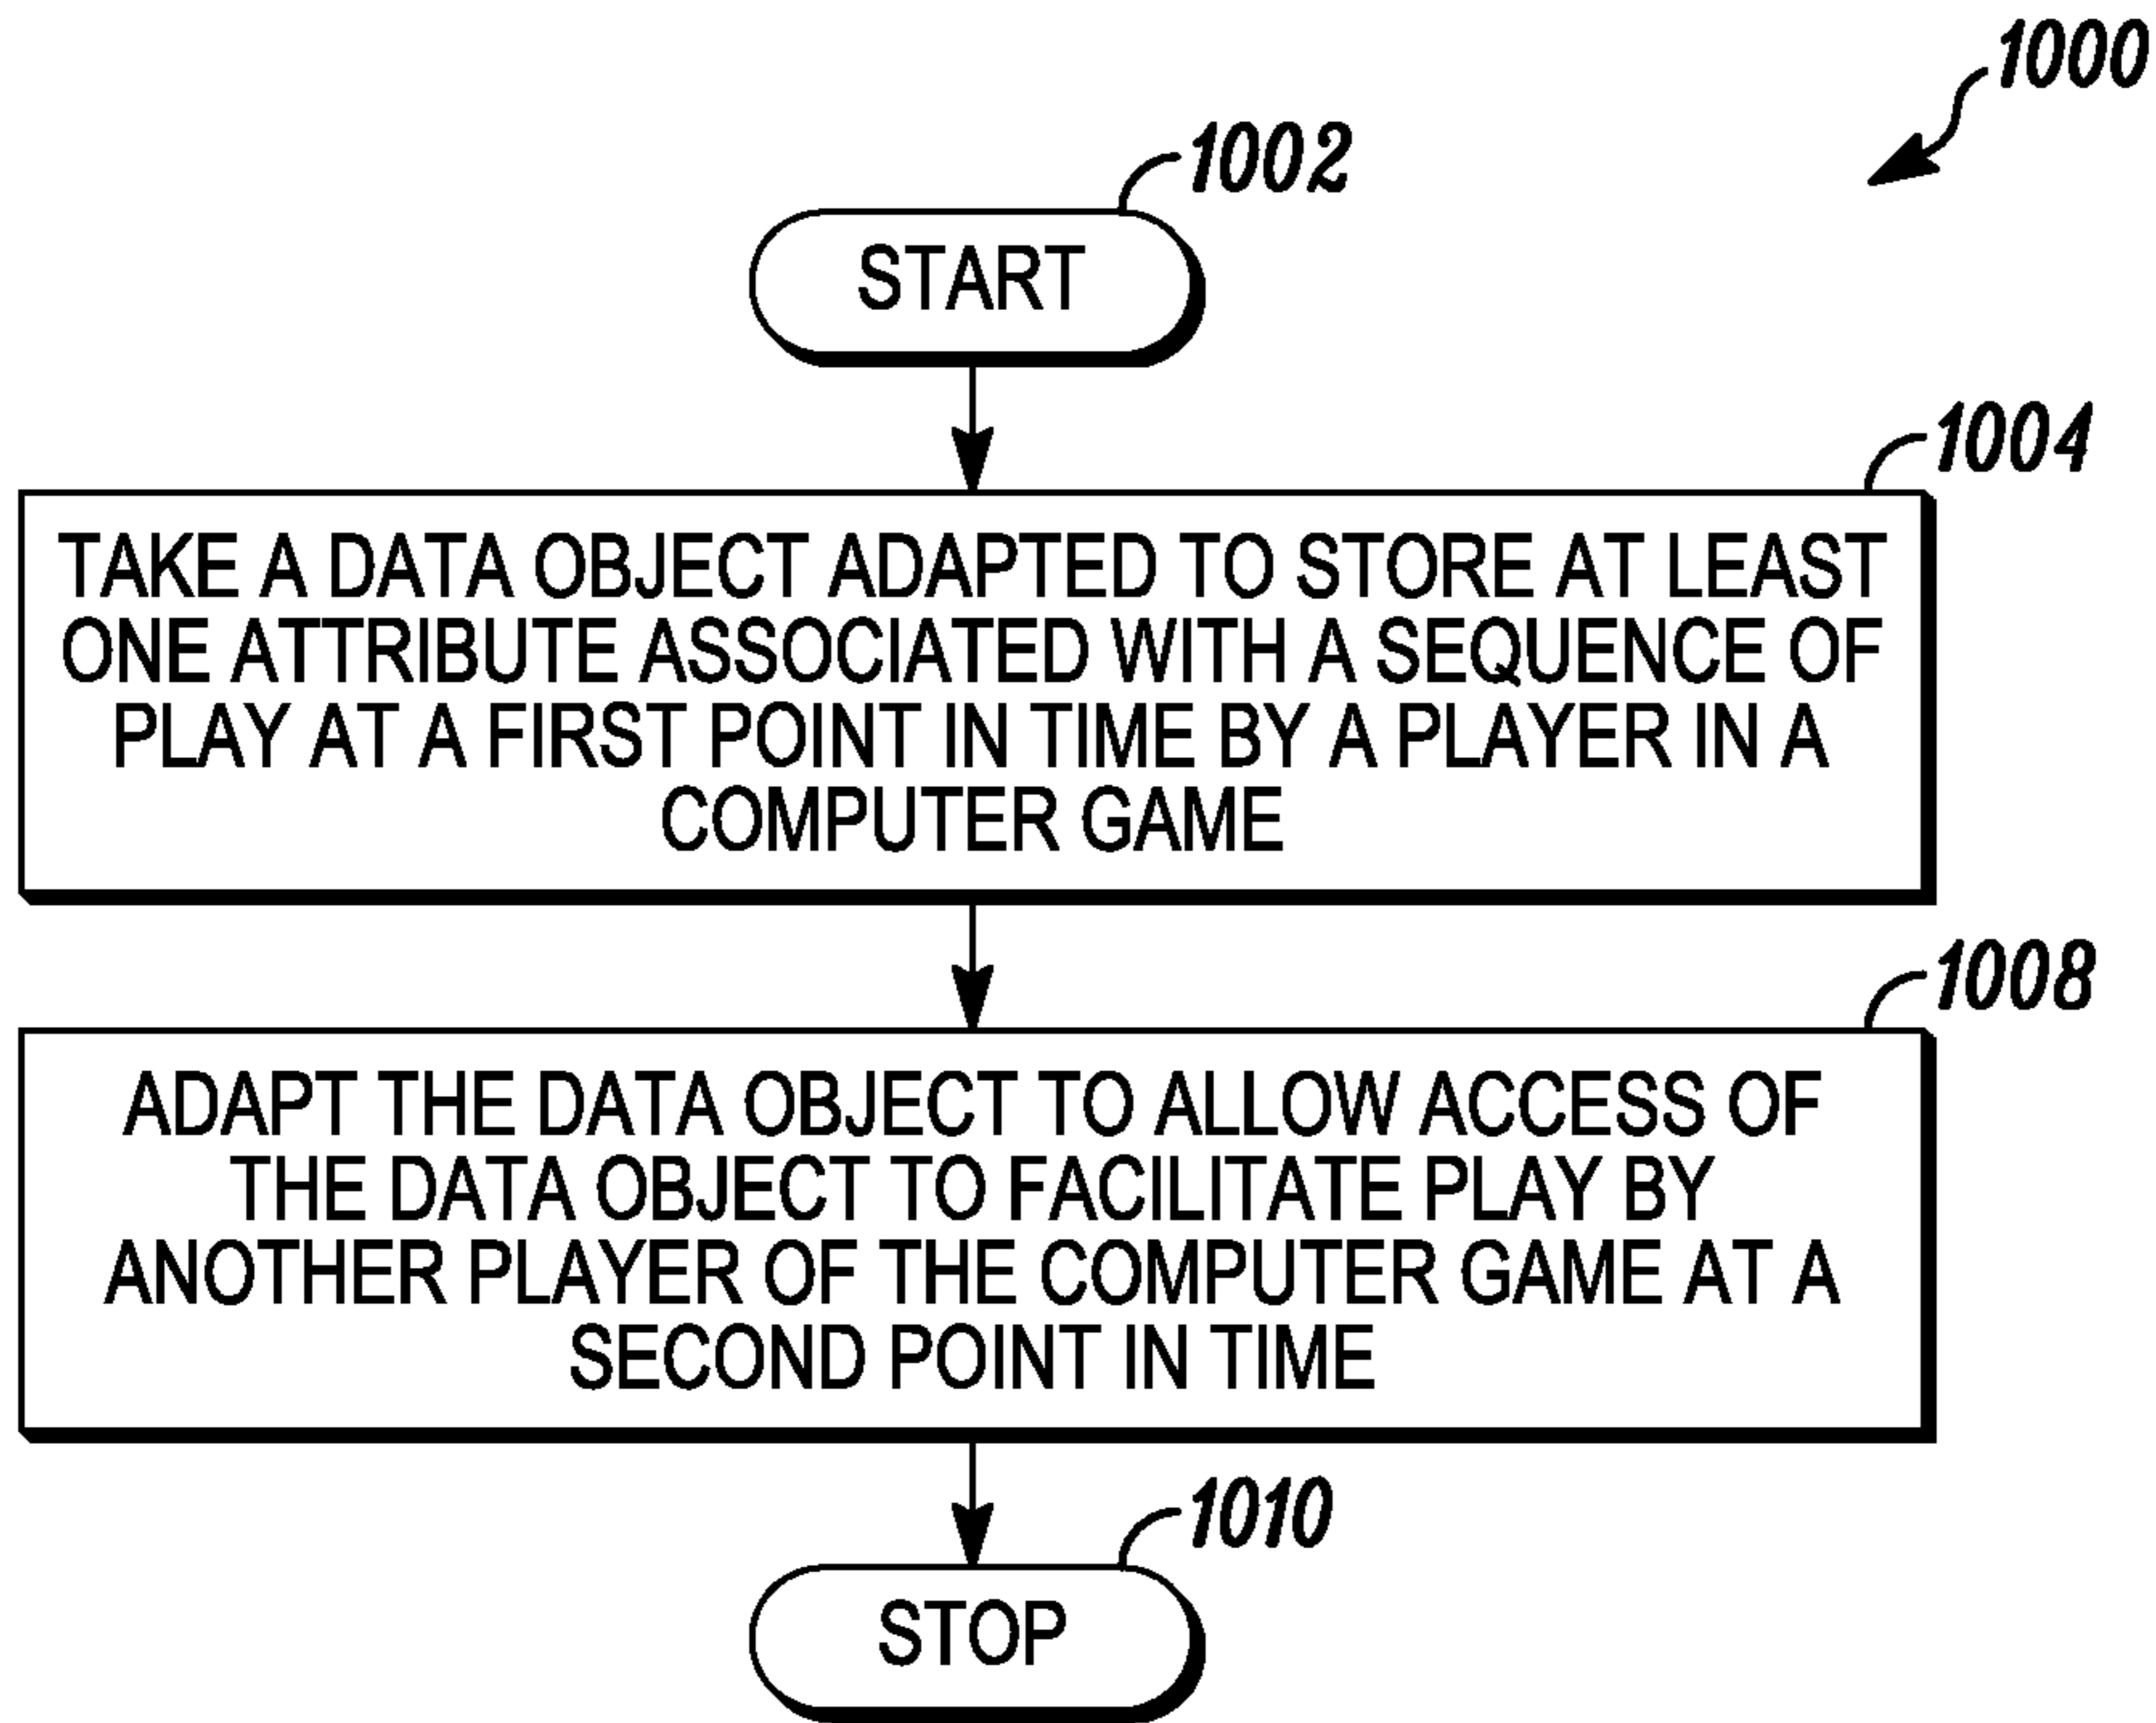 1000
1002
START
1004
TAKE A DATA OBJECT ADAPTED TO STORE AT LEAST
ONE ATTRIBUTE ASSOCIATED WITH A SEQUENCE OF
PLAY AT A FIRST POINT IN TIME BY A PLAYER IN A
COMPUTER GAME
1008
ADAPT THE DATA OBJECT TO ALLOW ACCESS OF
THE DATA OBJECT TO FACILITATE PLAY BY
ANOTHER PLAYER OF THE COMPUTER GAME AT A
SECOND POINT IN TIME
1010
STOP